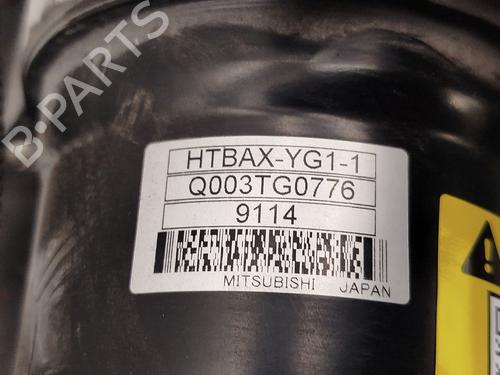 B-PARTS
HTBAX-YG1-1
Q003TG0776
9114
MITSUBISHI JAPAN